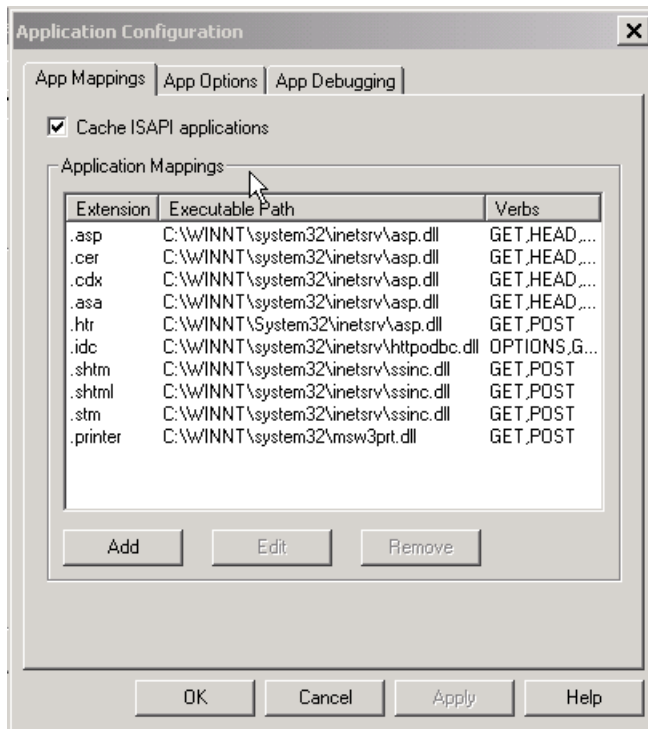 Application Configuration
App Mappings App Options App Debugging
Cache ISAPI applications
Application Mappings
Extension Executable Path Verbs
.asp C:\WINNT\system32\inetsrv\asp.dll GET,HEAD,...
.cer C:\WINNT\system32\inetsrv\asp.dll GET,HEAD,...
.cdx C:\WINNT\system32\inetsrv\asp.dll GET,HEAD,...
.asa C:\WINNT\system32\inetsrv\asp.dll GET,HEAD,...
.htr C:\WINNT\System32\inetsrv\asp.dll GET,POST
.idc C:\WINNT\system32\inetsrv\httpodbc.dll OPTIONS,G...
.shtm C:\WINNT\system32\inetsrv\ssinc.dll GET,POST
.shtml C:\WINNT\system32\inetsrv\ssinc.dll GET,POST
.stm C:\WINNT\system32\inetsrv\ssinc.dll GET,POST
.printer C:\WINNT\system32\msw3prt.dll GET,POST
Add Edit Remove
OK Cancel Apply Help